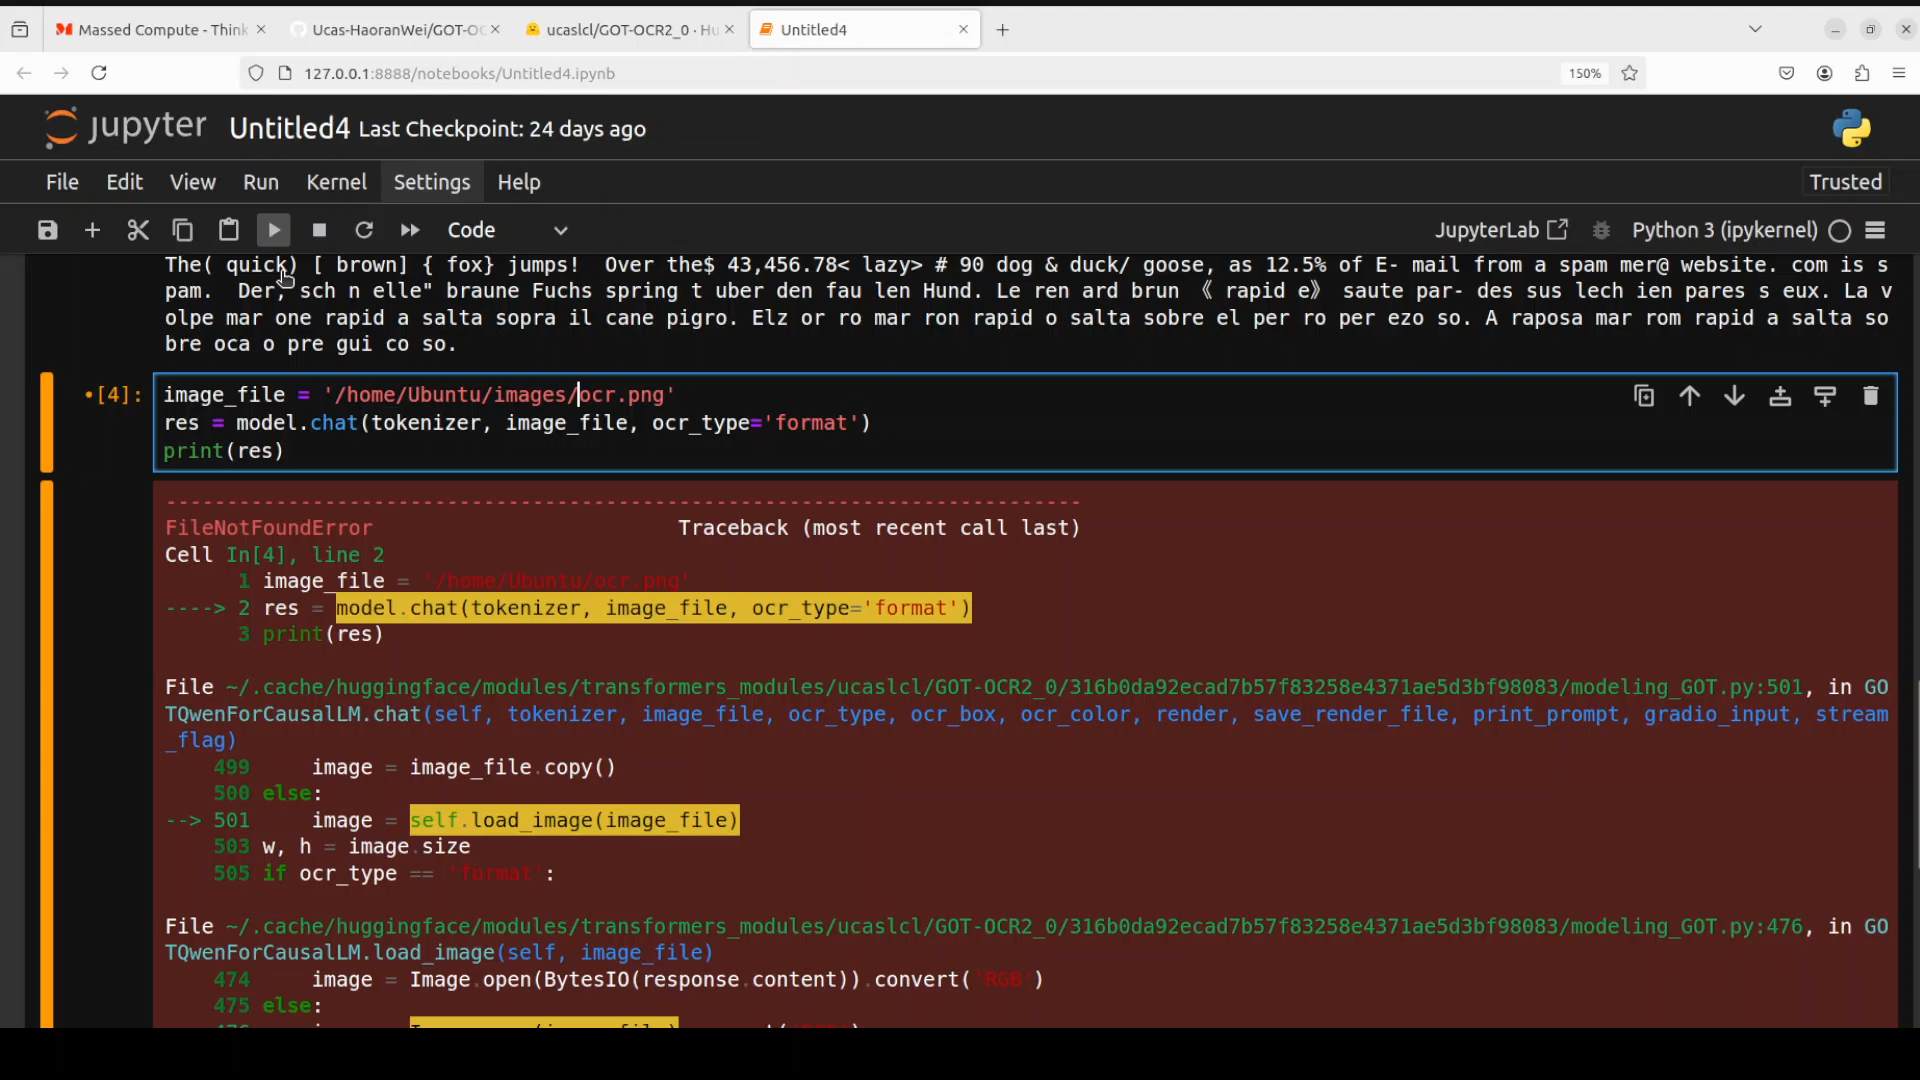 Massed Compute - Think
Ucas-HaoranWei/GOT-OC
ucaslcl/GOT-OCR2_0 · Hu
Untitled4
127.0.0.1:8888/notebooks/Untitled4.ipynb
150%
jupyter Untitled4 Last Checkpoint: 24 days ago
File Edit View Run Kernel Settings Help
Trusted
Code
JupyterLab
Python 3 (ipykernel)
The( quick) [ brown] { fox} jumps!  Over the$ 43,456.78< lazy> # 90 dog & duck/ goose, as 12.5% of E- mail from a spam mer@ website. com is s
pam.  Der," sch n elle" braune Fuchs spring t uber den fau len Hund. Le ren ard brun 《 rapid e》 saute par- des sus lech ien pares s eux. La v
olpe mar one rapid a salta sopra il cane pigro. Elz or ro mar ron rapid o salta sobre el per ro per ezo so. A raposa mar rom rapid a salta so
bre oca o pre gui co so.
•[4]: image_file = '/home/Ubuntu/images/ocr.png'
res = model.chat(tokenizer, image_file, ocr_type='format')
print(res)
---------------------------------------------------------------------------
FileNotFoundError                         Traceback (most recent call last)
Cell In[4], line 2
1 image_file = '/home/Ubuntu/ocr.png'
----> 2 res = model.chat(tokenizer, image_file, ocr_type='format')
3 print(res)
File ~/.cache/huggingface/modules/transformers_modules/ucaslcl/GOT-OCR2_0/316b0da92ecad7b57f83258e4371ae5d3bf98083/modeling_GOT.py:501, in GO
TQwenForCausalLM.chat(self, tokenizer, image_file, ocr_type, ocr_box, ocr_color, render, save_render_file, print_prompt, gradio_input, stream
_flag)
499     image = image_file.copy()
500 else:
--> 501     image = self.load_image(image_file)
503 w, h = image.size
505 if ocr_type == 'format':
File ~/.cache/huggingface/modules/transformers_modules/ucaslcl/GOT-OCR2_0/316b0da92ecad7b57f83258e4371ae5d3bf98083/modeling_GOT.py:476, in GO
TQwenForCausalLM.load_image(self, image_file)
474     image = Image.open(BytesIO(response.content)).convert('RGB')
475 else: